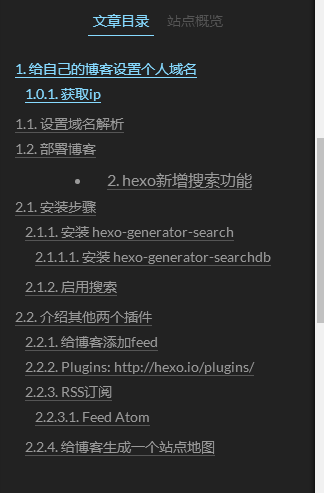 文章目录 站点概览
1. 给自己的博客设置个人域名
1.0.1. 获取ip
1.1. 设置域名解析
1.2. 部署博客
2. hexo新增搜索功能
2.1. 安装步骤
2.1.1. 安装 hexo-generator-search
2.1.1.1. 安装 hexo-generator-searchdb
2.1.2. 启用搜索
2.2. 介绍其他两个插件
2.2.1. 给博客添加feed
2.2.2. Plugins: http://hexo.io/plugins/
2.2.3. RSS订阅
2.2.3.1. Feed Atom
2.2.4. 给博客生成一个站点地图